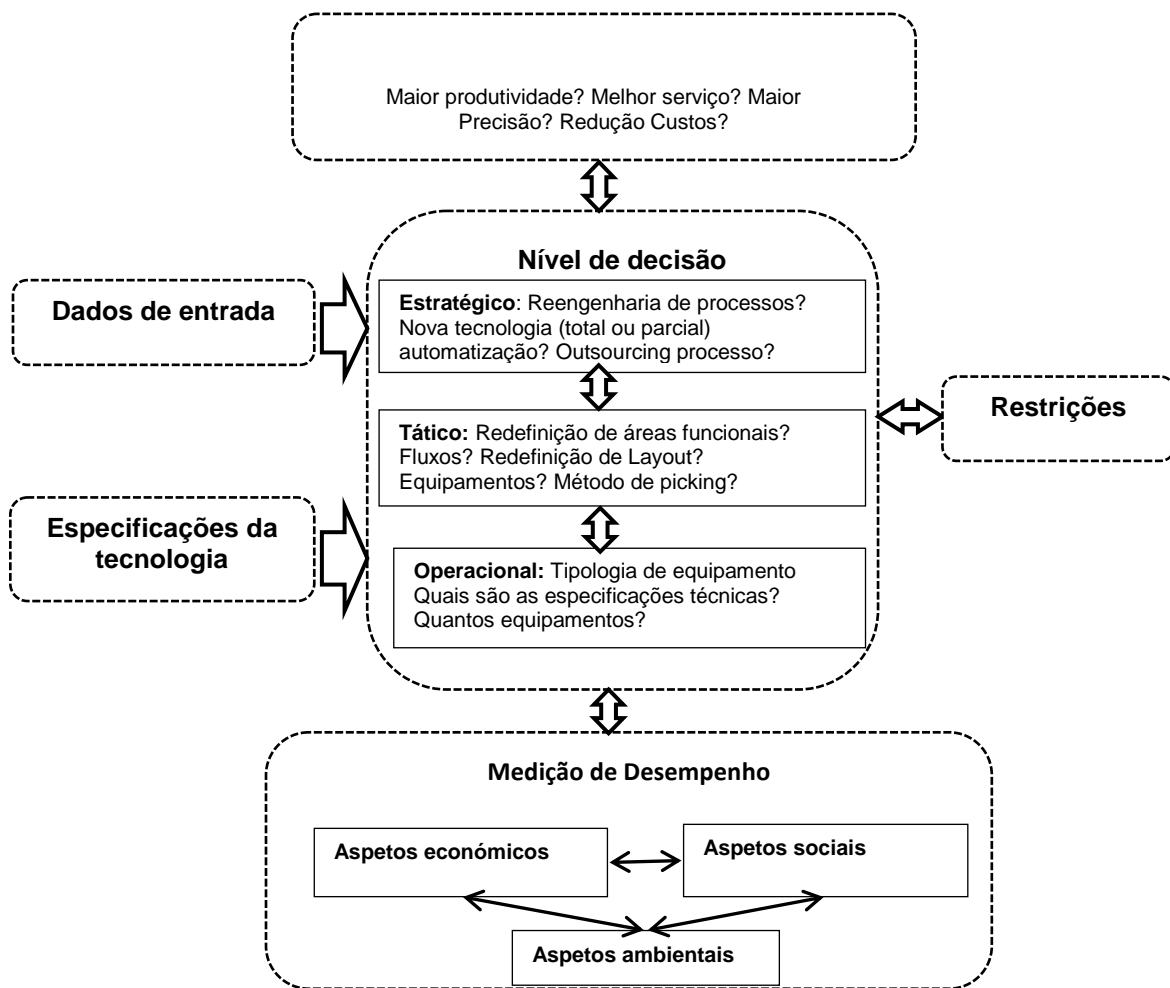 Maior produtividade? Melhor serviço? Maior
Precisão? Redução Custos?
Nível de decisão
Dados de entrada
Estratégico: Reengenharia de processos?
Nova tecnologia (total ou parcial)
automatização? Outsourcing processo?
Restrições
Tático: Redefinição de áreas funcionais?
Fluxos? Redefinição de Layout?
Equipamentos? Método de picking?
Especificações da
tecnologia
Operacional: Tipologia de equipamento
Quais são as especificações técnicas?
Quantos equipamentos?
Medição de Desempenho
Aspetos económicos
Aspetos sociais
Aspetos ambientais